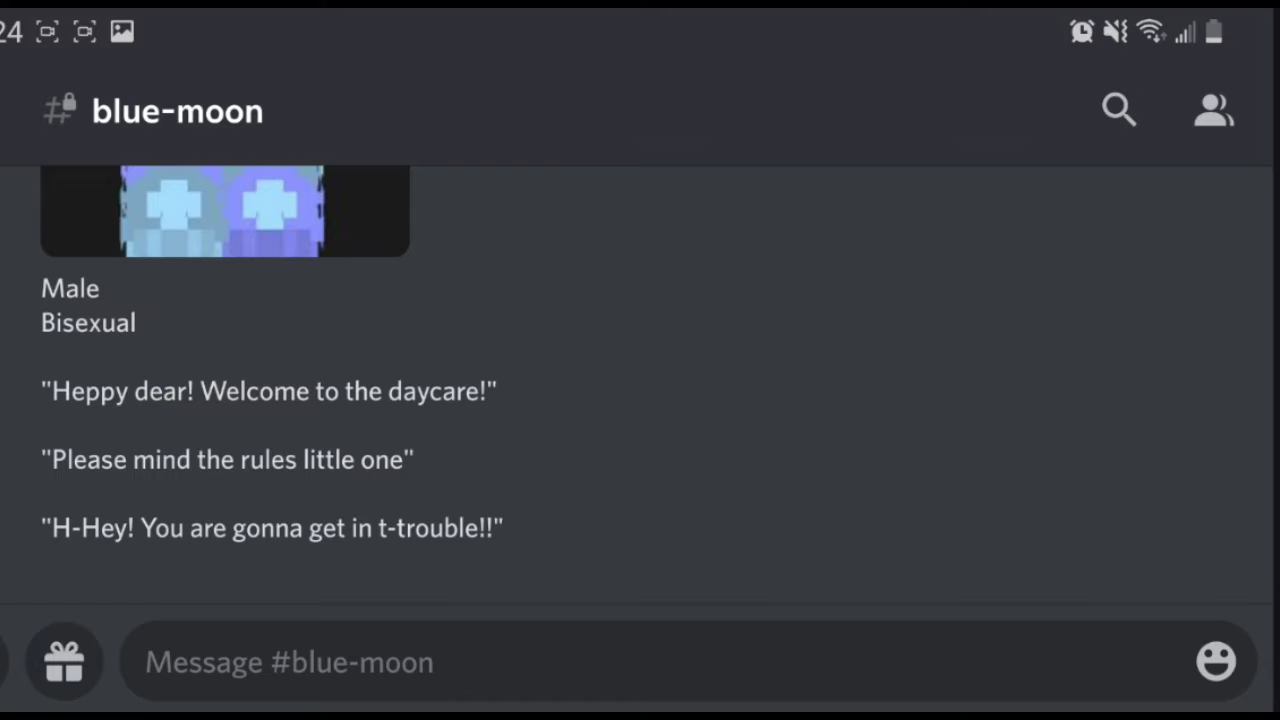 24
# blue-moon
Male
Bisexual
"Heppy dear! Welcome to the daycare!"
"Please mind the rules little one"
"H-Hey! You are gonna get in t-trouble!!"
Message #blue-moon